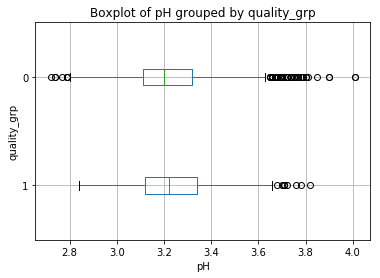 Boxplot of pH grouped by quality_grp
quality_grp
0
1
2.8 3.0 3.2 3.4 3.6 3.8 4.0
pH